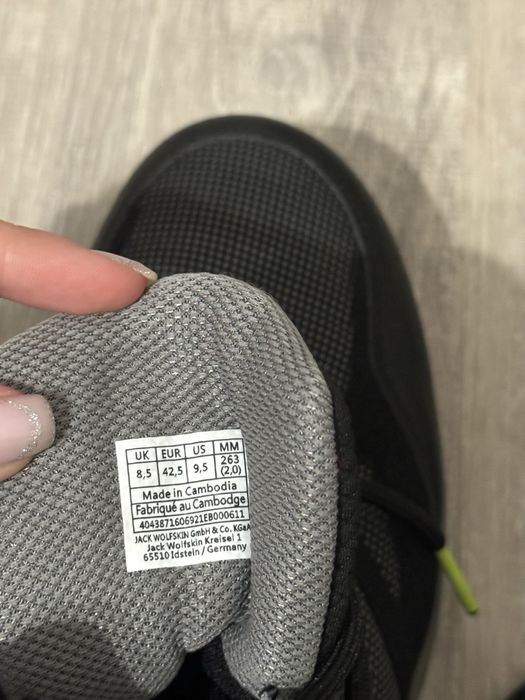 UK EUR US MM
8,5 42,5 9,5 263 (2,0)
Made in Cambodia
Fabriqué au Cambodge
4043871606921EB000611
JACK WOLFSKIN GmbH & Co. KGaA
Jack Wolfskin Kreisel 1
65510 Idstein / Germany